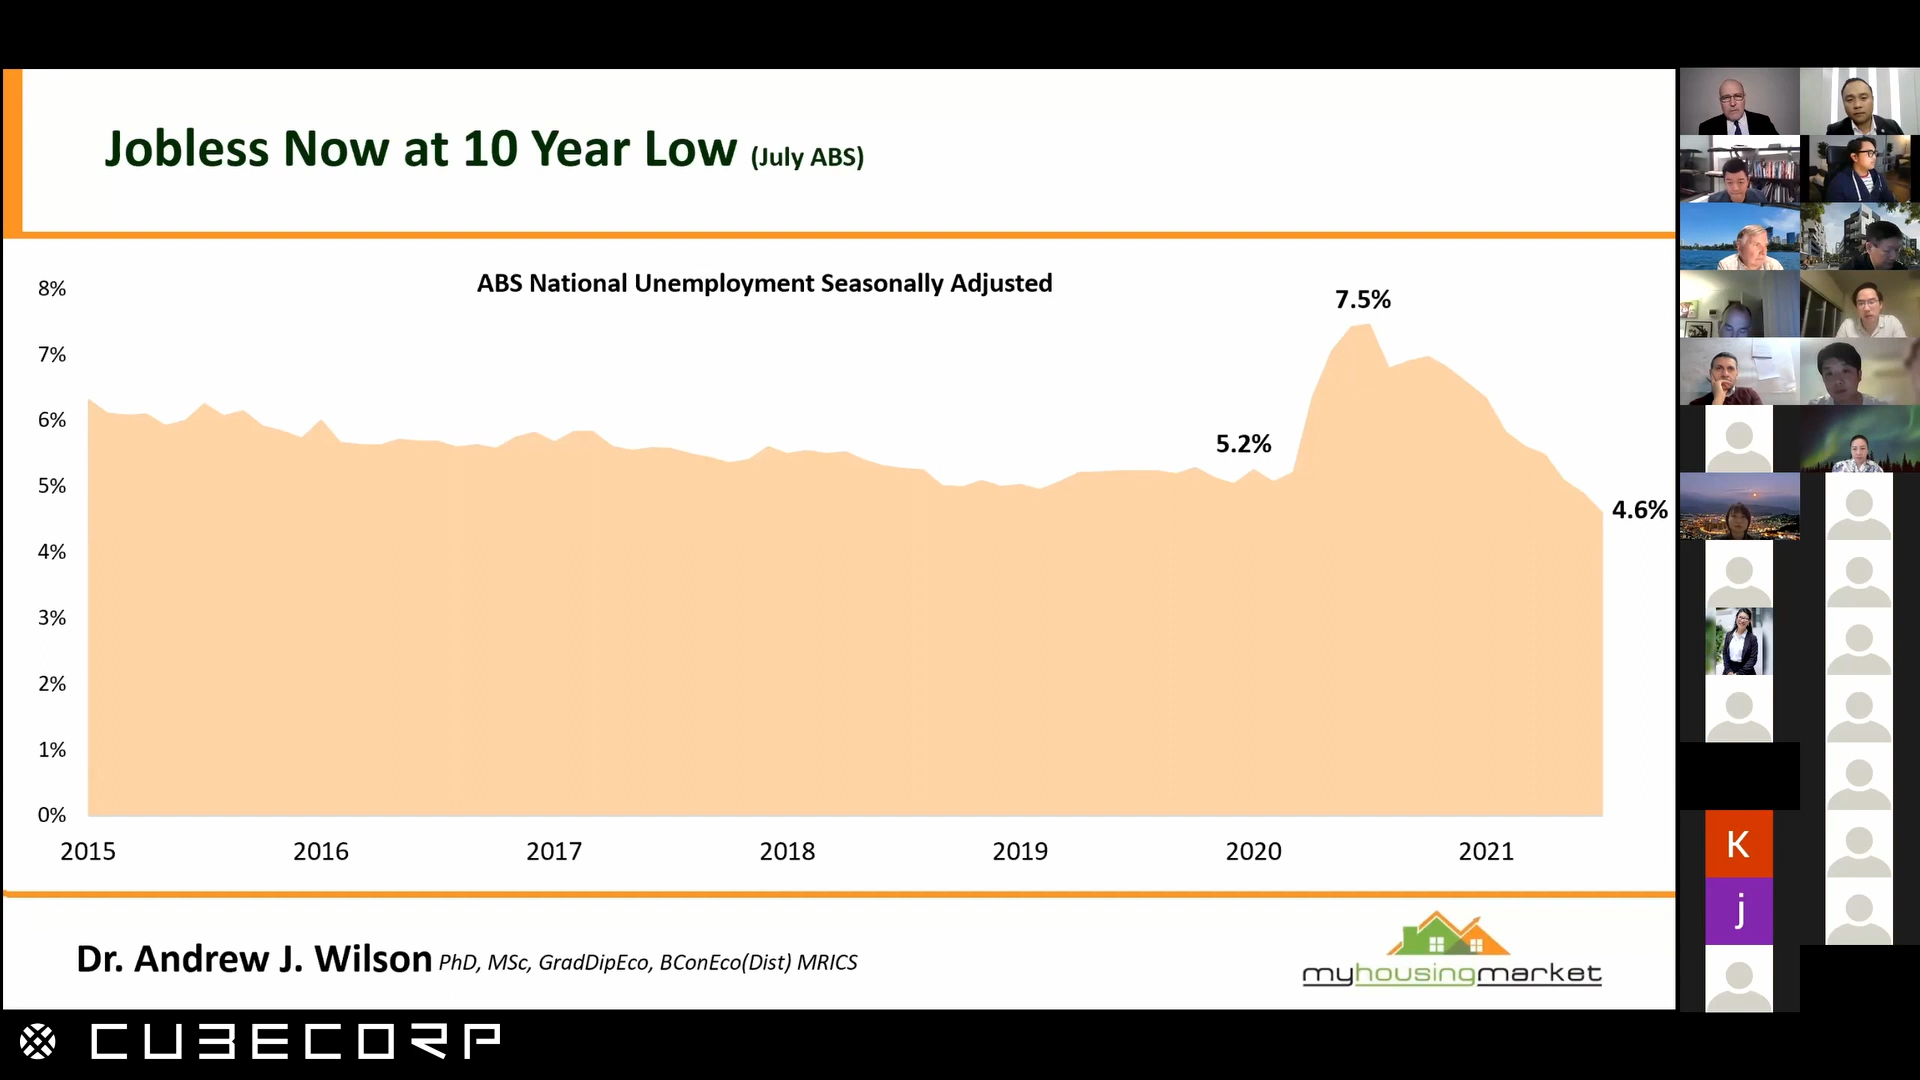 Jobless Now at 10 Year Low (July ABS)
ABS National Unemployment Seasonally Adjusted
8%
7%
6%
5%
4%
3%
2%
1%
0%
7.5%
5.2%
4.6%
2015 2016 2017 2018 2019 2020 2021
Dr. Andrew J. Wilson PhD, MSc, GradDipEco, BConEco(Dist) MRICS
myhousingmarket
K
j
CUBECORP